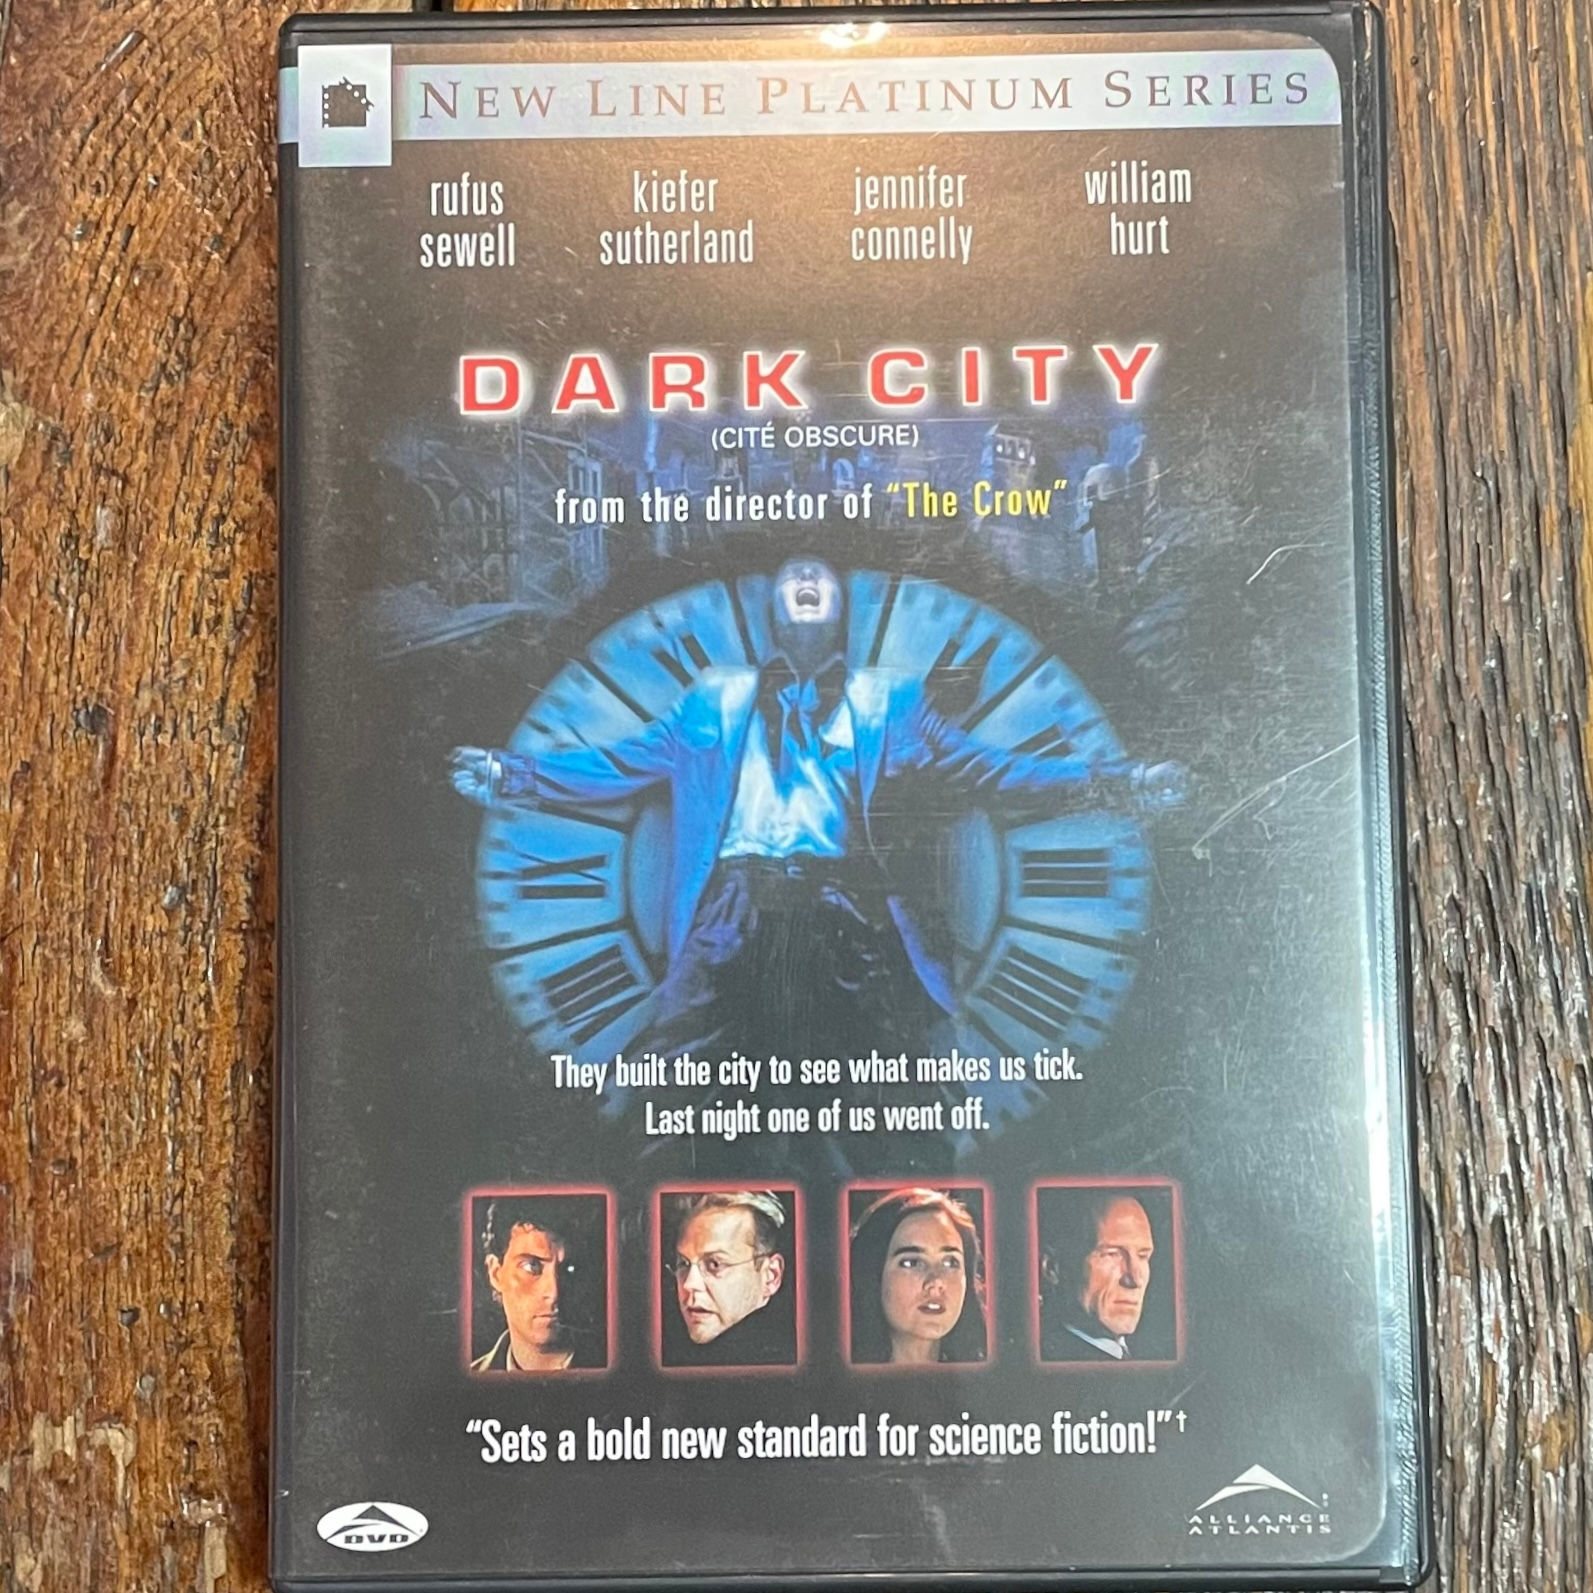 NEW LINE PLATINUM SERIES
rufus sewell
kiefer sutherland
jennifer connelly
william hurt
DARK CITY
(CITÉ OBSCURE)
from the director of "The Crow"
They built the city to see what makes us tick.
Last night one of us went off.
"Sets a bold new standard for science fiction!"†
DVD
ALLIANCE
ATLANTIS